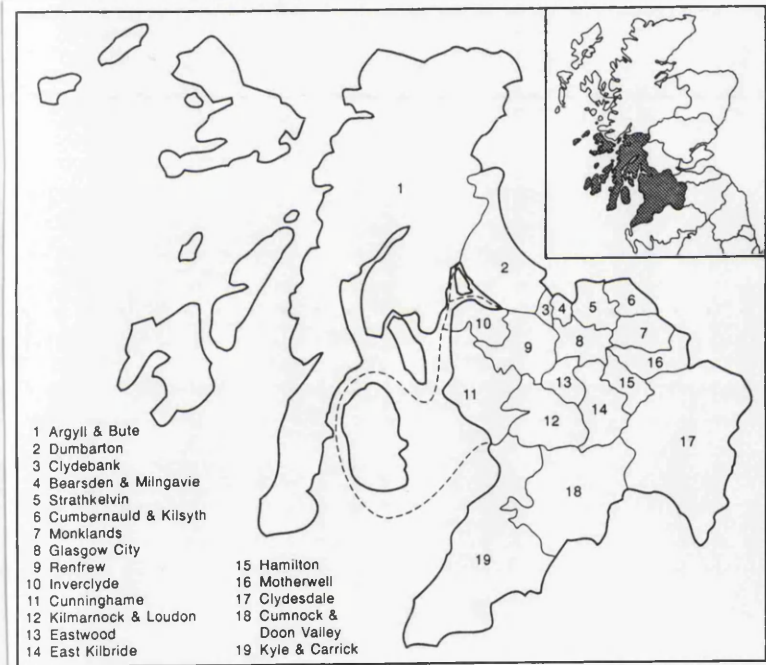 1
2
3
4
5
6
7
8
9
10
11
12
13
14
15
16
17
18
19
1 Argyll & Bute
2 Dumbarton
3 Clydebank
4 Bearsden & Milngavie
5 Strathkelvin
6 Cumbernauld & Kilsyth
7 Monklands
8 Glasgow City
9 Renfrew
10 Inverclyde
11 Cunninghame
12 Kilmarnock & Loudon
13 Eastwood
14 East Kilbride
15 Hamilton
16 Motherwell
17 Clydesdale
18 Cumnock &
Doon Valley
19 Kyle & Carrick